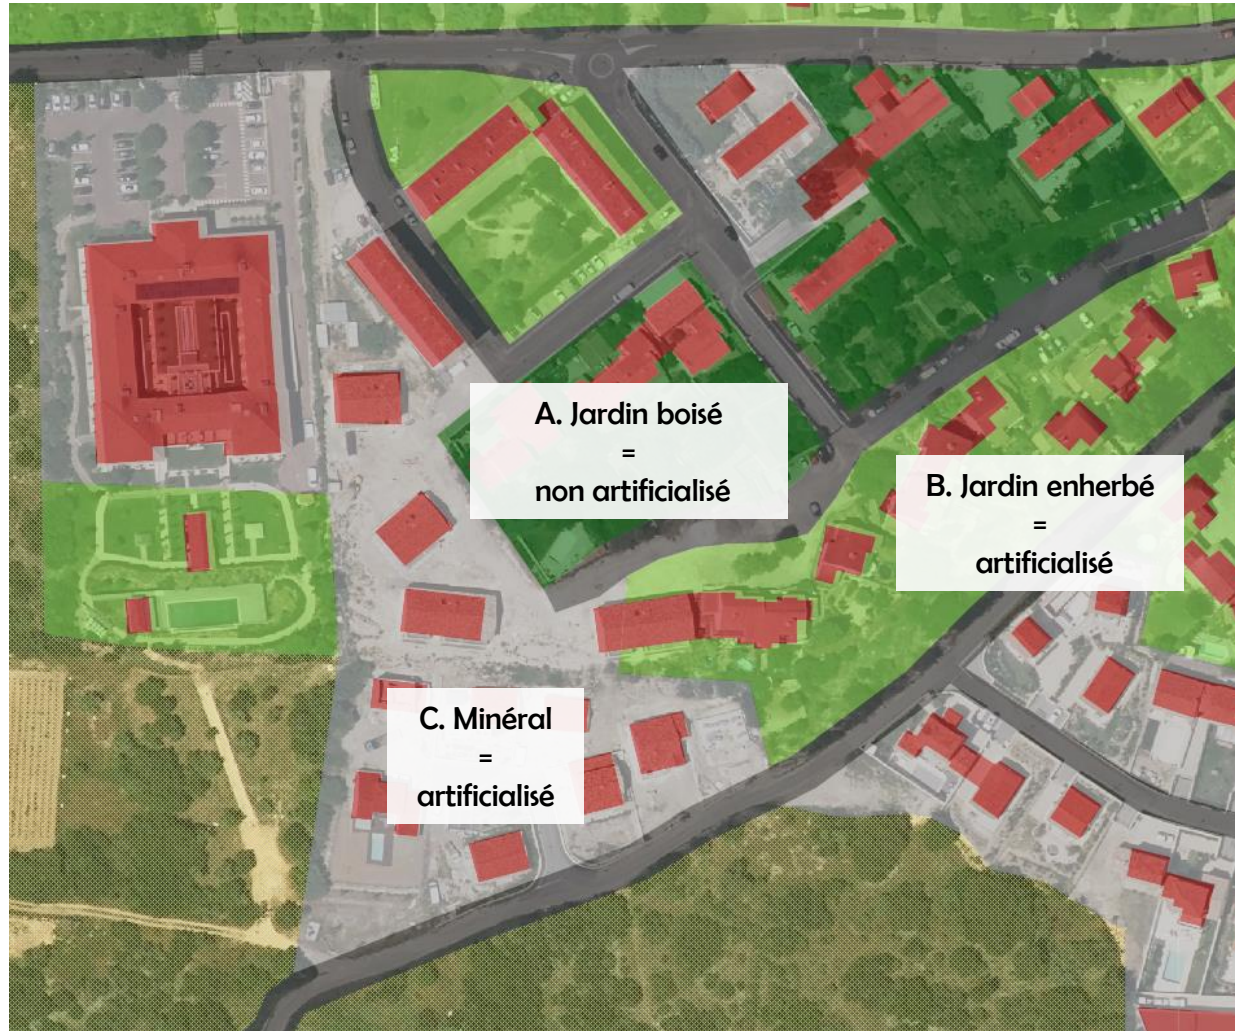 A. Jardin boisé
=
non artificialisé
B. Jardin enherbé
=
artificialisé
C. Minéral
=
artificialisé